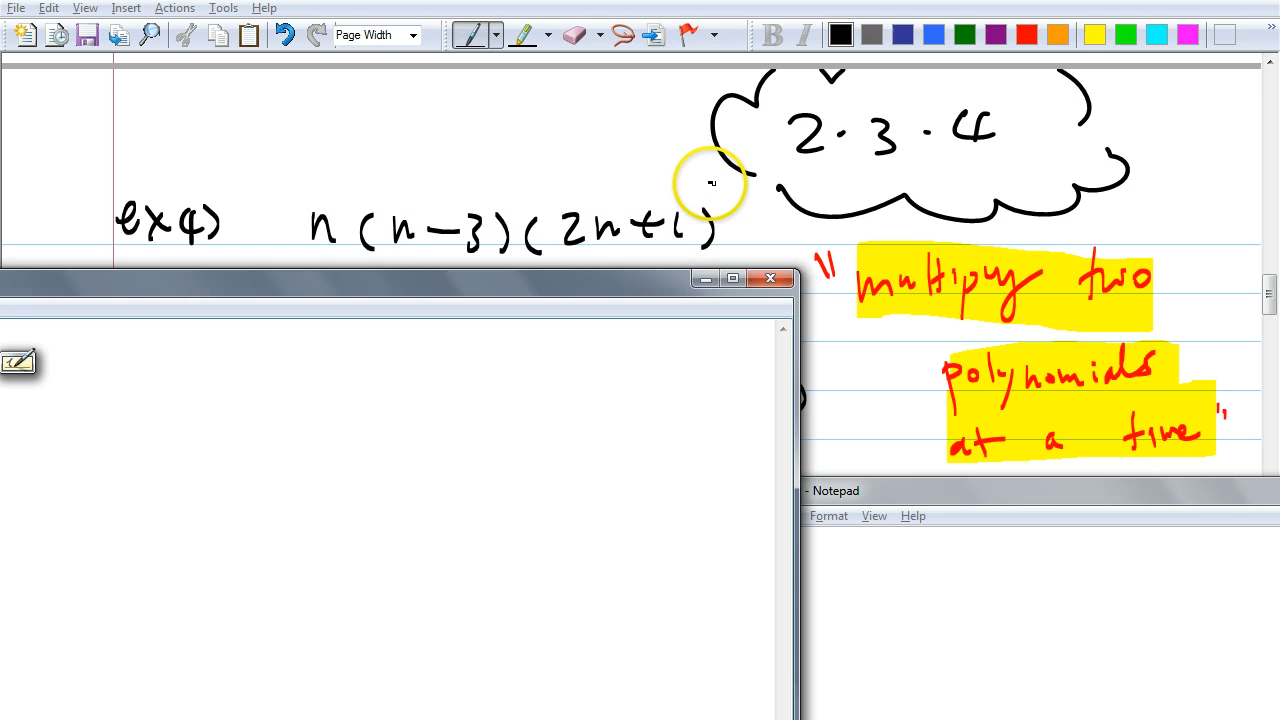 File Edit View Insert Actions Tools Help
Page Width
B I
2 · 3 · 4
ex4) n(n-3)(2n+1)
"multiply two
polynomials
at a time"
- Notepad
Format View Help